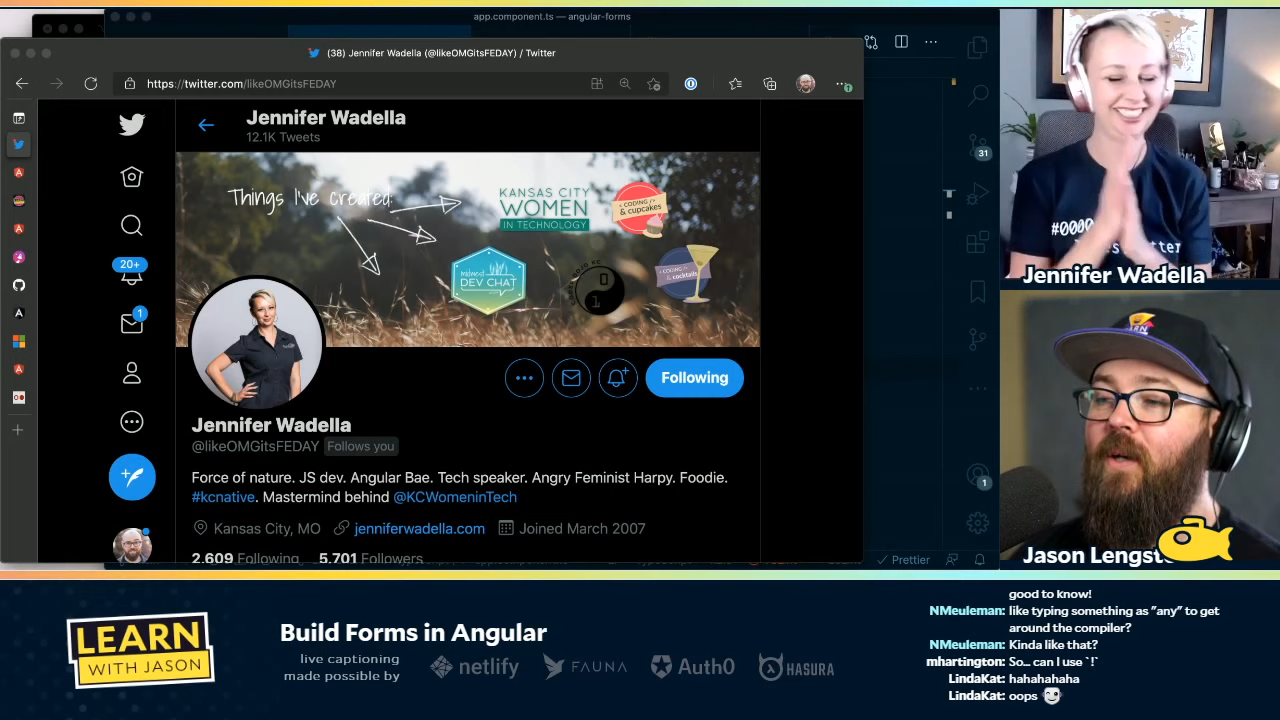 app.component.ts — angular-forms
(38) Jennifer Wadella (@likeOMGitsFEDAY) / Twitter
https://twitter.com/likeOMGitsFEDAY
Jennifer Wadella
12.1K Tweets
Things I've created:
KANSAS CITY
WOMEN
IN TECHNOLOGY
CODING
& cupcakes
midwest
DEV CHAT
CODING
& cocktails
20+
1
Following
Jennifer Wadella
@likeOMGitsFEDAY Follows you
Force of nature. JS dev. Angular Bae. Tech speaker. Angry Feminist Harpy. Foodie.
#kcnative. Mastermind behind @KCWomeninTech
Kansas City, MO jenniferwadella.com Joined March 2007
2,609 Following 5,701 Followers
31
1
Prettier
#0000
Jennifer Wadella
Jason Lengst
LEARN
WITH JASON
Build Forms in Angular
live captioning
made possible by
netlify
FAUNA
Auth0
HASURA
good to know!
NMeuleman: like typing something as "any" to get
around the compiler?
NMeuleman: Kinda like that?
mhartington: So... can I use `!`
LindaKat: hahahahaha
LindaKat: oops